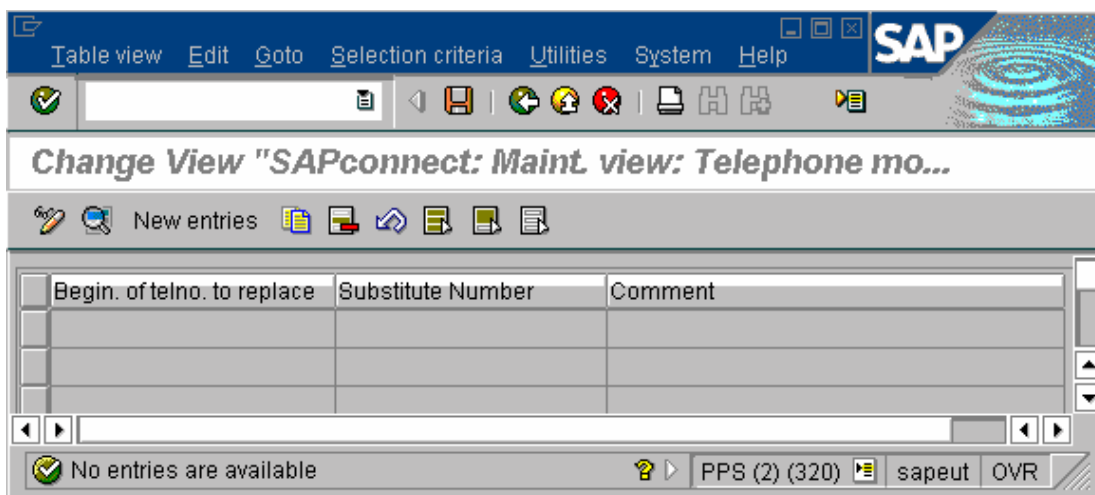 Table view Edit Goto Selection criteria Utilities System Help
SAP
Change View "SAPconnect: Maint. view: Telephone mo...
New entries
Begin. of telno. to replace Substitute Number Comment
No entries are available PPS (2) (320) sapeut OVR